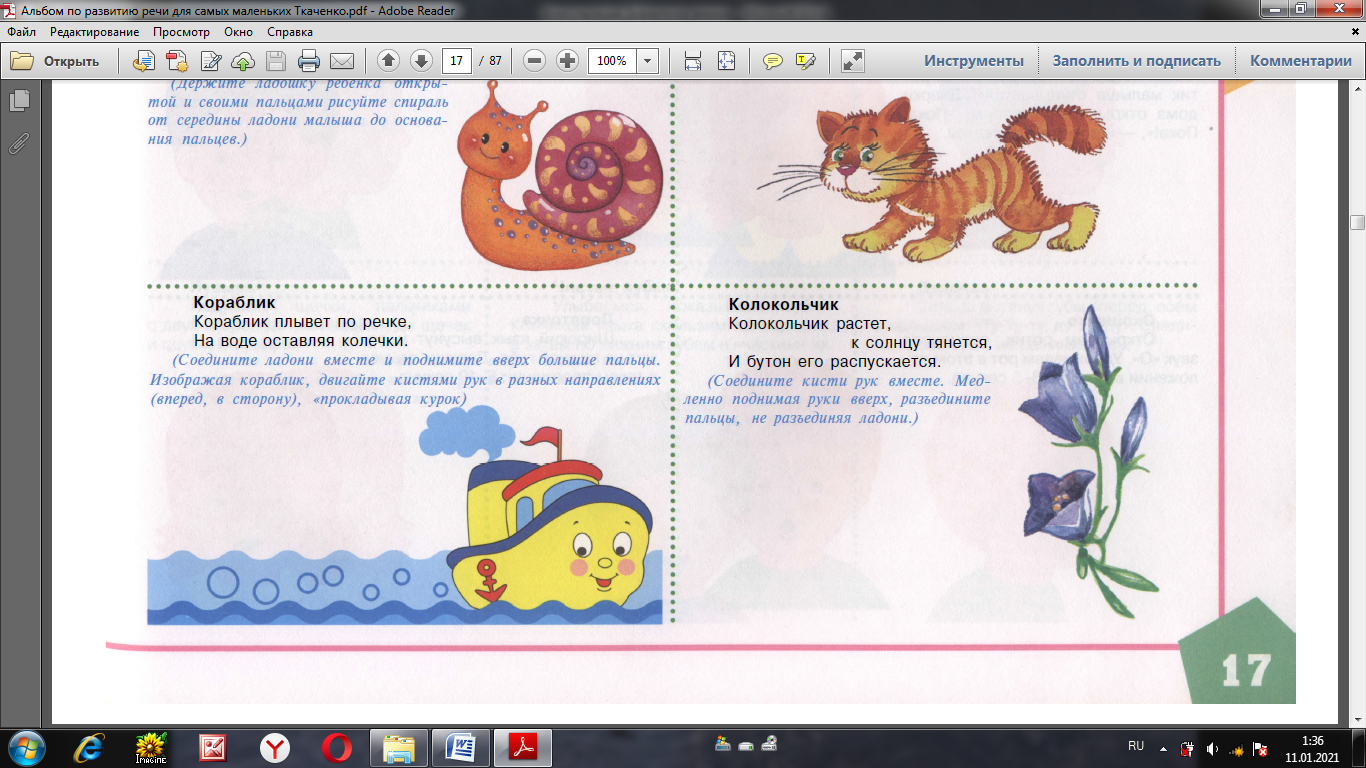 Альбом по развитию речи для самых маленьких Ткаченко.pdf - Adobe Reader
Файл Редактирование Просмотр Окно Справка
Открыть 17 / 87 100% Инструменты Заполнить и подписать Комментарии
(Держите ладошку ребенка откры-
той и своими пальцами рисуйте спираль
от середины ладони малыша до основа-
ния пальцев.)
Кораблик
Кораблик плывет по речке,
На воде оставляя колечки.
(Соедините ладони вместе и поднимите вверх большие пальцы.
Изображая кораблик, двигайте кистями рук в разных направлениях
(вперед, в сторону), «прокладывая курок)
Колокольчик
Колокольчик растет,
к солнцу тянется,
И бутон его распускается.
(Соедините кисти рук вместе. Мед-
ленно поднимая руки вверх, разъедините
пальцы, не разъединяя ладони.)
17
IMAGINE
RU
1:36
11.01.2021